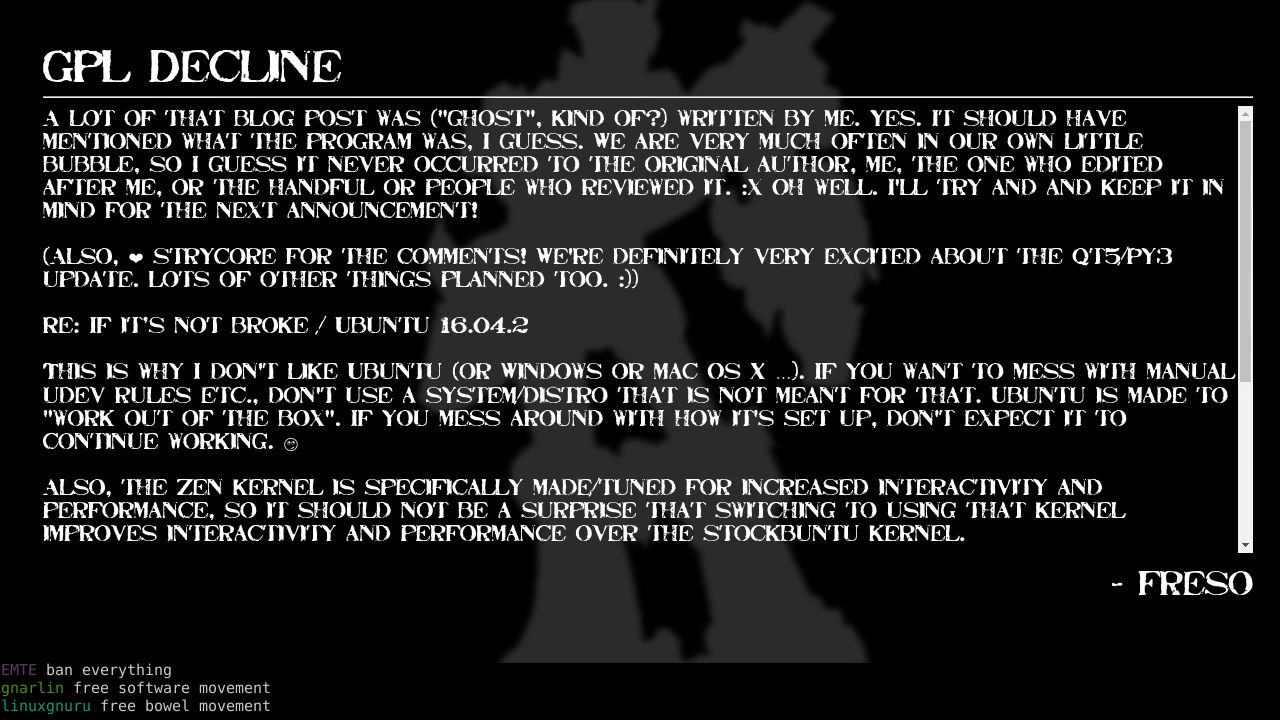 GPL DECLINE
A LOT OF THAT BLOG POST WAS ("GHOST", KIND OF?) WRITTEN BY ME. YES. IT SHOULD HAVE
MENTIONED WHAT THE PROGRAM WAS, I GUESS. WE ARE VERY MUCH OFTEN IN OUR OWN LITTLE
BUBBLE, SO I GUESS IT NEVER OCCURRED TO THE ORIGINAL AUTHOR, ME, THE ONE WHO EDITED
AFTER ME, OR THE HANDFUL OR PEOPLE WHO REVIEWED IT. :X OH WELL. I'LL TRY AND AND KEEP IT IN
MIND FOR THE NEXT ANNOUNCEMENT!
(ALSO, ❤ STRYCORE FOR THE COMMENTS! WE'RE DEFINITELY VERY EXCITED ABOUT THE QT5/PY3
UPDATE. LOTS OF OTHER THINGS PLANNED TOO. :))
RE: IF IT'S NOT BROKE / UBUNTU 16.04.2
THIS IS WHY I DON'T LIKE UBUNTU (OR WINDOWS OR MAC OS X …). IF YOU WANT TO MESS WITH MANUAL
UDEV RULES ETC., DON'T USE A SYSTEM/DISTRO THAT IS NOT MEANT FOR THAT. UBUNTU IS MADE TO
"WORK OUT OF THE BOX". IF YOU MESS AROUND WITH HOW IT'S SET UP, DON'T EXPECT IT TO
CONTINUE WORKING. 🙄
ALSO, THE ZEN KERNEL IS SPECIFICALLY MADE/TUNED FOR INCREASED INTERACTIVITY AND
PERFORMANCE, SO IT SHOULD NOT BE A SURPRISE THAT SWITCHING TO USING THAT KERNEL
IMPROVES INTERACTIVITY AND PERFORMANCE OVER THE STOCKBUNTU KERNEL.
- FRESO
EMTE ban everything
gnarlin free software movement
linuxgnuru free bowel movement